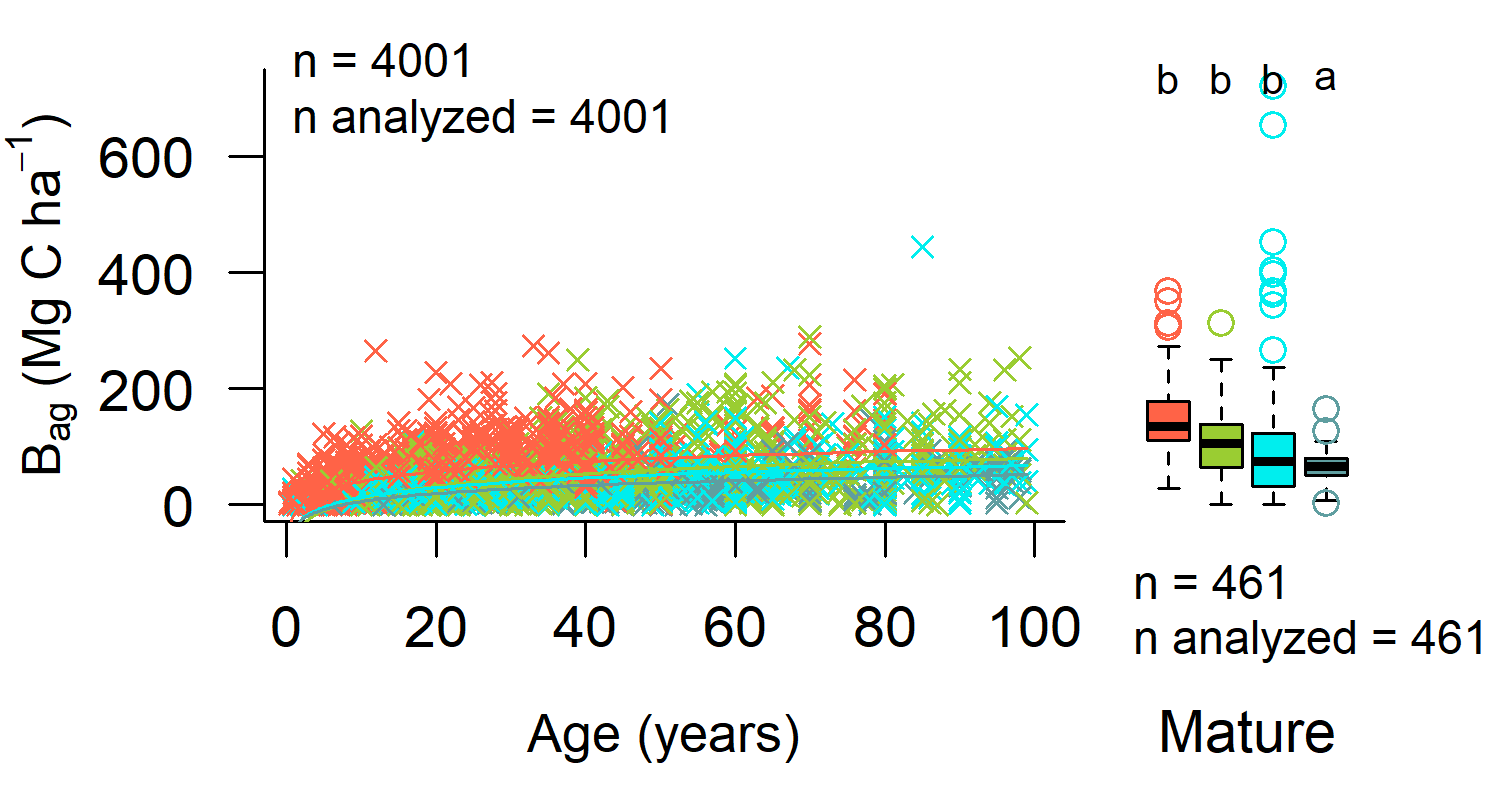 n = 4001
n analyzed = 4001
b b b a
Bag (Mg C ha−1)
600
400
200
0
0 20 40 60 80 100
n = 461
n analyzed = 461
Age (years)
Mature